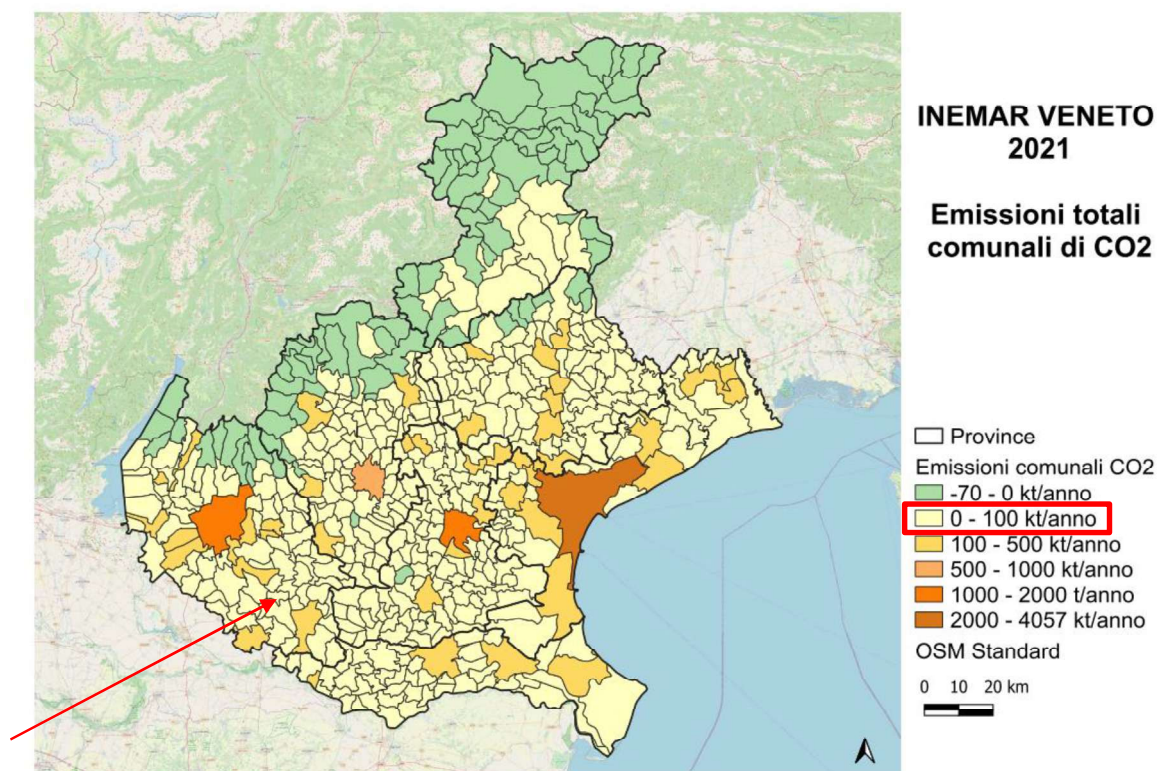 INEMAR VENETO
2021
Emissioni totali
comunali di CO2
Province
Emissioni comunali CO2
-70 - 0 kt/anno
0 - 100 kt/anno
100 - 500 kt/anno
500 - 1000 kt/anno
1000 - 2000 t/anno
2000 - 4057 kt/anno
OSM Standard
0 10 20 km